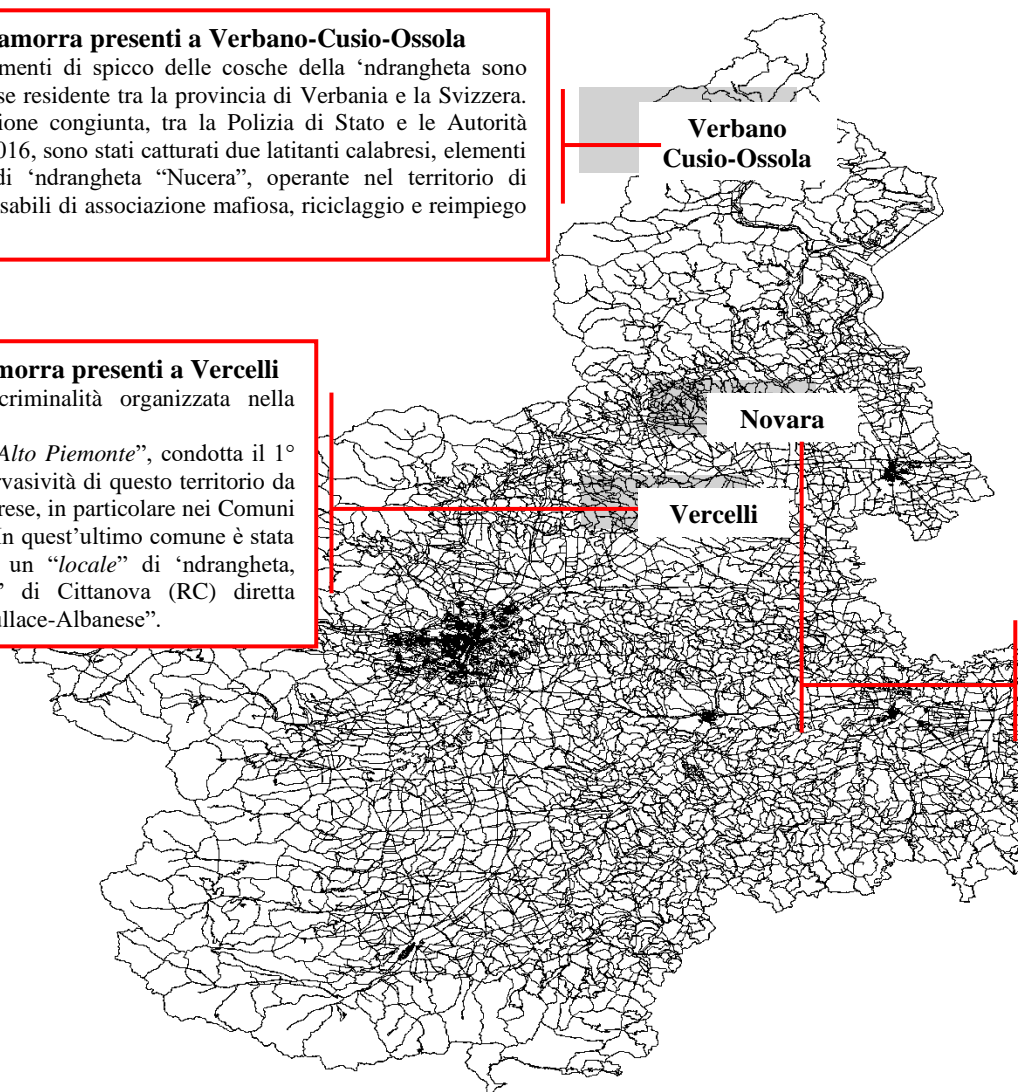 amorra presenti a Verbano-Cusio-Ossola
menti di spicco delle cosche della ‘ndrangheta sono
se residente tra la provincia di Verbania e la Svizzera.
zione congiunta, tra la Polizia di Stato e le Autorità
016, sono stati catturati due latitanti calabresi, elementi
di ‘ndrangheta “Nucera”, operante nel territorio di
sabili di associazione mafiosa, riciclaggio e reimpiego
Verbano
Cusio-Ossola
morra presenti a Vercelli
criminalità organizzata nella
Alto Piemonte”, condotta il 1°
rvasività di questo territorio da
rese, in particolare nei Comuni
In quest’ultimo comune è stata
un “locale” di ‘ndrangheta,
” di Cittanova (RC) diretta
ullace-Albanese”.
Novara
Vercelli